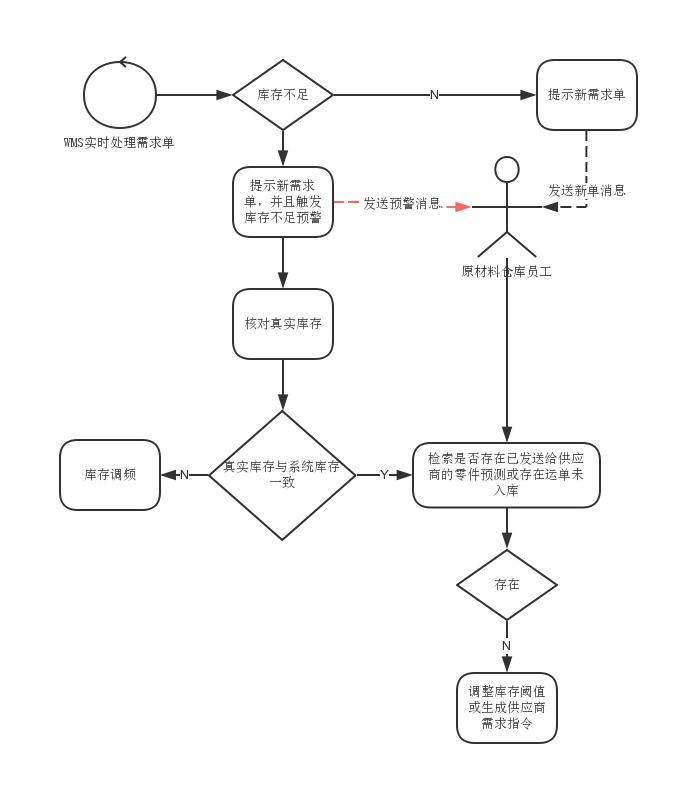 库存不足
N
提示新需求单
WMS实时处理需求单
提示新需求
单，并且触发
库存不足预警
发送预警消息
发送新单消息
原材料仓库员工
核对真实库存
库存调频
N
真实库存与系统库存
一致
Y
检索是否存在已发送给供应
商的零件预测或存在运单未
入库
存在
N
调整库存阈值
或生成供应商
需求指令